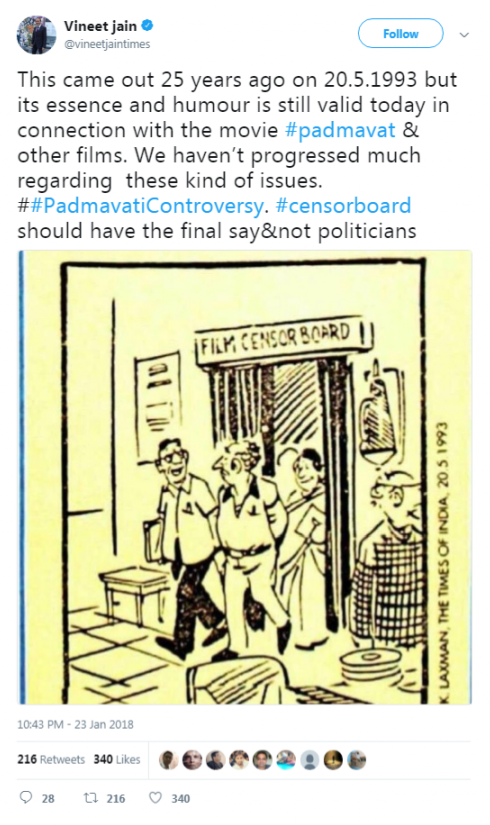 Vineet jain
@vineetjaintimes
Follow
This came out 25 years ago on 20.5.1993 but
its essence and humour is still valid today in
connection with the movie #padmavat &
other films. We haven't progressed much
regarding  these kind of issues.
##PadmavatiControversy. #censorboard
should have the final say&not politicians
FILM CENSOR BOARD
K. LAXMAN, THE TIMES OF INDIA, 20 5 1993
10:43 PM - 23 Jan 2018
216 Retweets 340 Likes
28 216 340